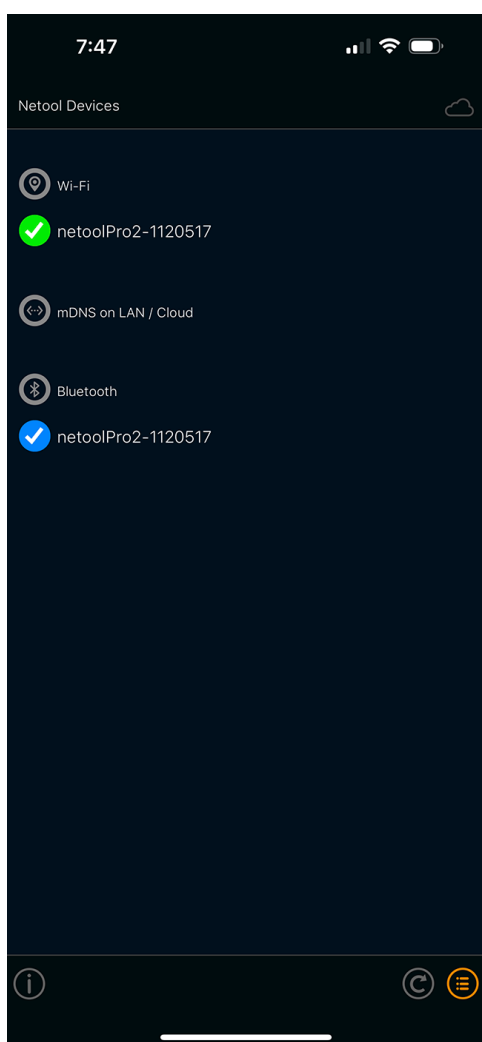 7:47
Netool Devices
Wi-Fi
netoolPro2-1120517
mDNS on LAN / Cloud
Bluetooth
netoolPro2-1120517